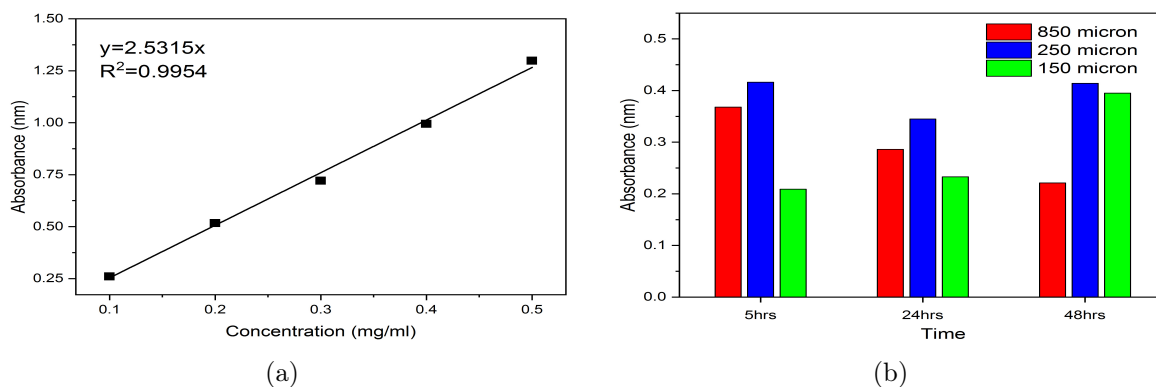 1.50
1.25
1.00
0.75
0.50
0.25
Absorbance (nm)
y=2.5315x
R²=0.9954
0.1 0.2 0.3 0.4 0.5
Concentration (mg/ml)
(a)
0.5
0.4
0.3
0.2
0.1
0.0
Absorbance (nm)
850 micron
250 micron
150 micron
5hrs 24hrs 48hrs
Time
(b)